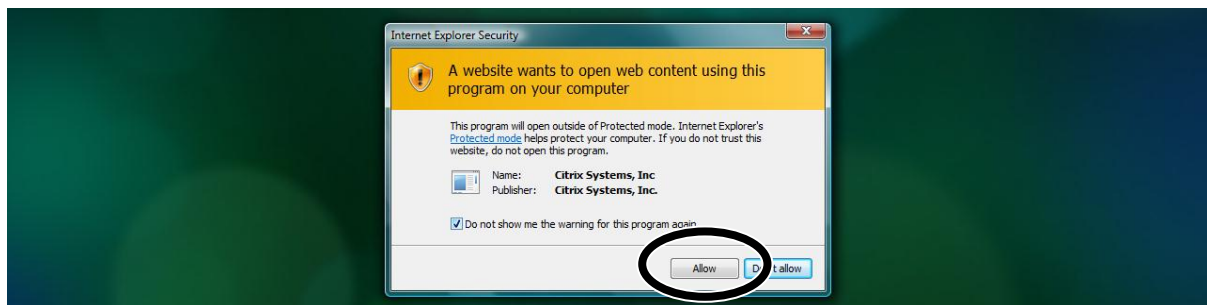 Internet Explorer Security
A website wants to open web content using this
program on your computer
This program will open outside of Protected mode. Internet Explorer's
Protected mode helps protect your computer. If you do not trust this
website, do not open this program.
Name: Citrix Systems, Inc
Publisher: Citrix Systems, Inc.
Do not show me the warning for this program again
Allow
allow